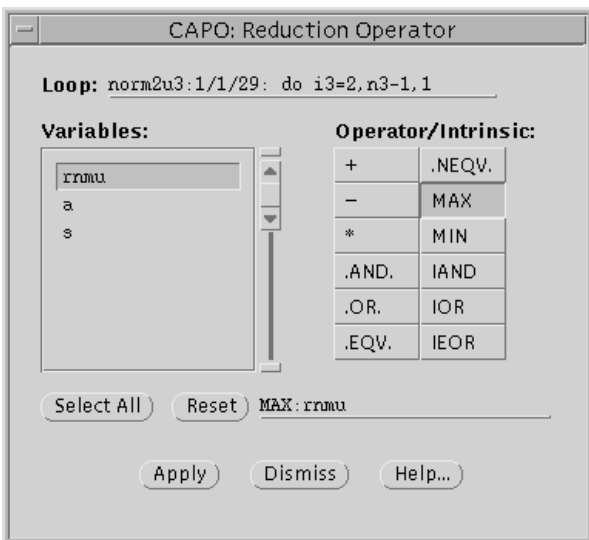 CAPO: Reduction Operator
Loop: norm2u3:1/1/29: do i3=2,n3-1,1
Variables:
rnmu
a
s
Operator/Intrinsic:
+ .NEQV.
− MAX
* MIN
.AND. IAND
.OR. IOR
.EQV. IEOR
Select All Reset MAX:rnmu
Apply Dismiss Help...